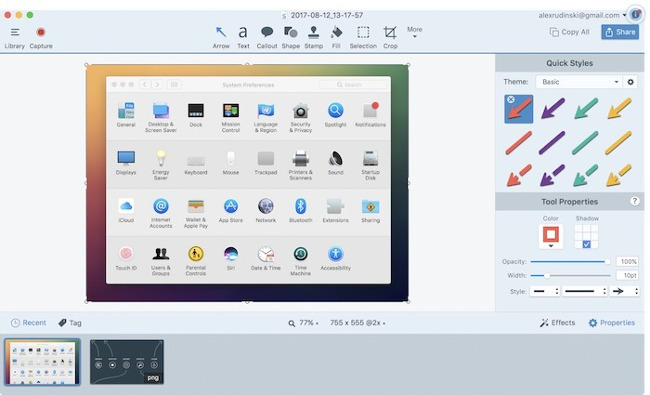 2017-08-12_13-17-57
alexrudinski@gmail.com
Library
Capture
Arrow
Text
Callout
Shape
Stamp
Fill
Selection
Crop
More
Copy All
Share
System Preferences
Search
General
Desktop &
Screen Saver
Dock
Mission
Control
Language
& Region
Security
& Privacy
Spotlight
Notifications
Displays
Energy
Saver
Keyboard
Mouse
Trackpad
Printers &
Scanners
Sound
Startup
Disk
iCloud
Internet
Accounts
Wallet &
Apple Pay
App Store
Network
Bluetooth
Extensions
Sharing
Touch ID
Users &
Groups
Parental
Controls
Siri
Date & Time
Time
Machine
Accessibility
Quick Styles
Theme:
Basic
Tool Properties
?
Color
Shadow
Opacity:
100%
Width:
10pt
Style:
Recent
Tag
77%
755 x 555 @2x
Effects
Properties
png